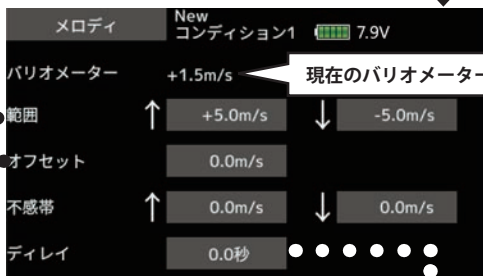 メロディ
New
コンディション1
7.9V
バリオメーター
+1.5m/s
現在のバリオメーター
範囲
↑
+5.0m/s
↓
-5.0m/s
オフセット
0.0m/s
不感帯
↑
0.0m/s
↓
0.0m/s
ディレイ
0.0秒